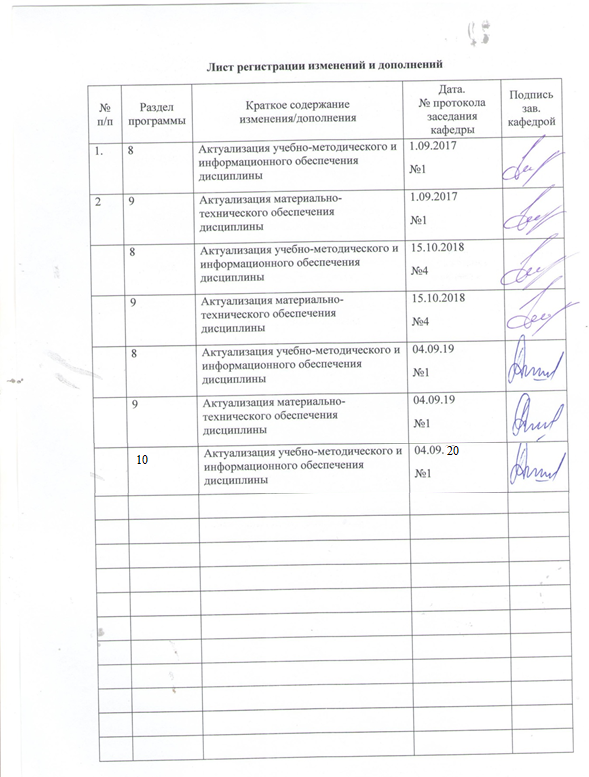 Лист регистрации изменений и дополнений
№
п/п
Раздел
программы
Краткое содержание
изменения/дополнения
Дата.
№ протокола
заседания
кафедры
Подпись
зав.
кафедрой
1.
8
Актуализация учебно-методического и
информационного обеспечения
дисциплины
1.09.2017
№1
2
9
Актуализация материально-
технического обеспечения
дисциплины
1.09.2017
№1
8
Актуализация учебно-методического и
информационного обеспечения
дисциплины
15.10.2018
№4
9
Актуализация материально-
технического обеспечения
дисциплины
15.10.2018
№4
8
Актуализация учебно-методического и
информационного обеспечения
дисциплины
04.09.19
№1
9
Актуализация материально-
технического обеспечения
дисциплины
04.09.19
№1
10
Актуализация учебно-методического и
информационного обеспечения
дисциплины
04.09. 20
№1